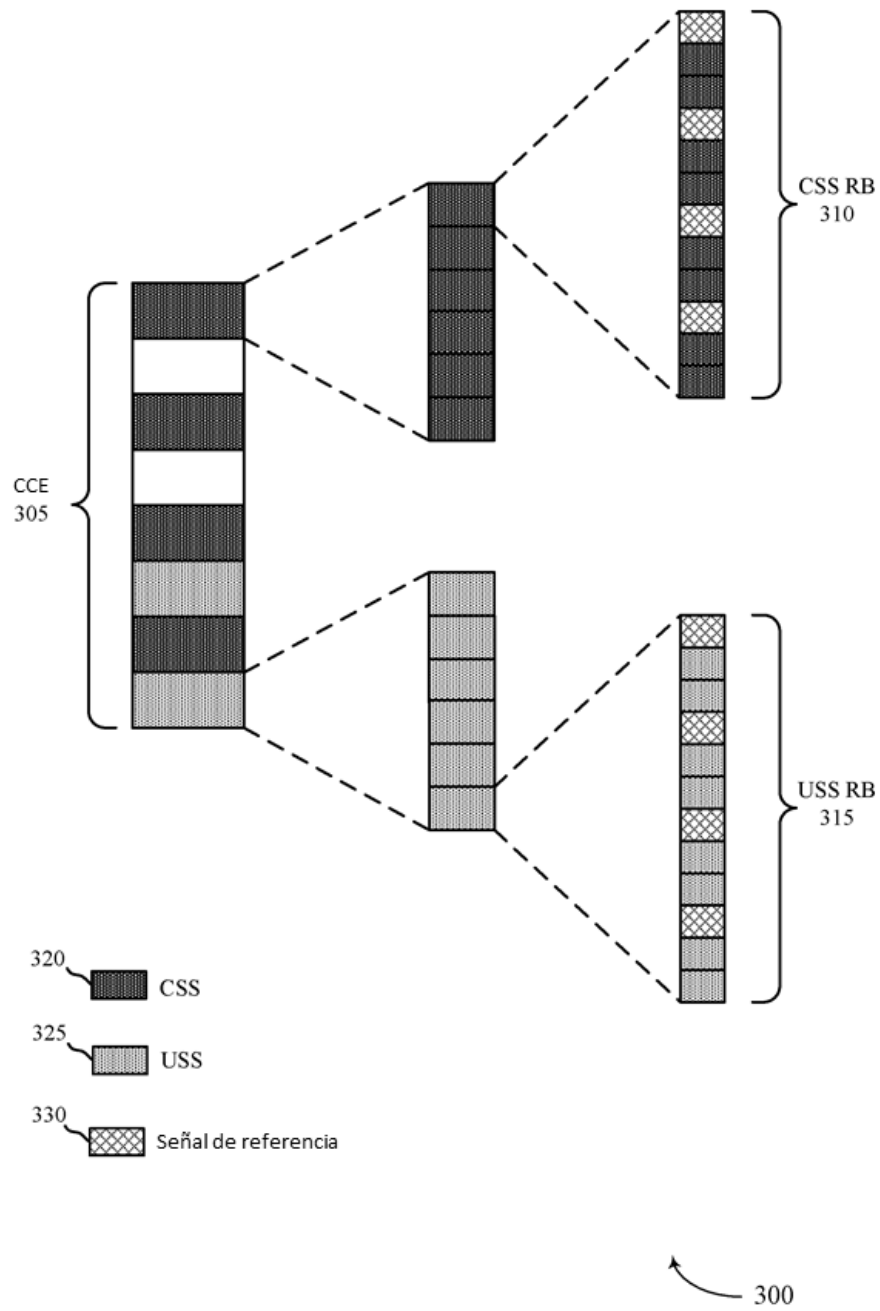 CSS RB
310
CCE
305
USS RB
315
320
CSS
325
USS
330
Señal de referencia
300